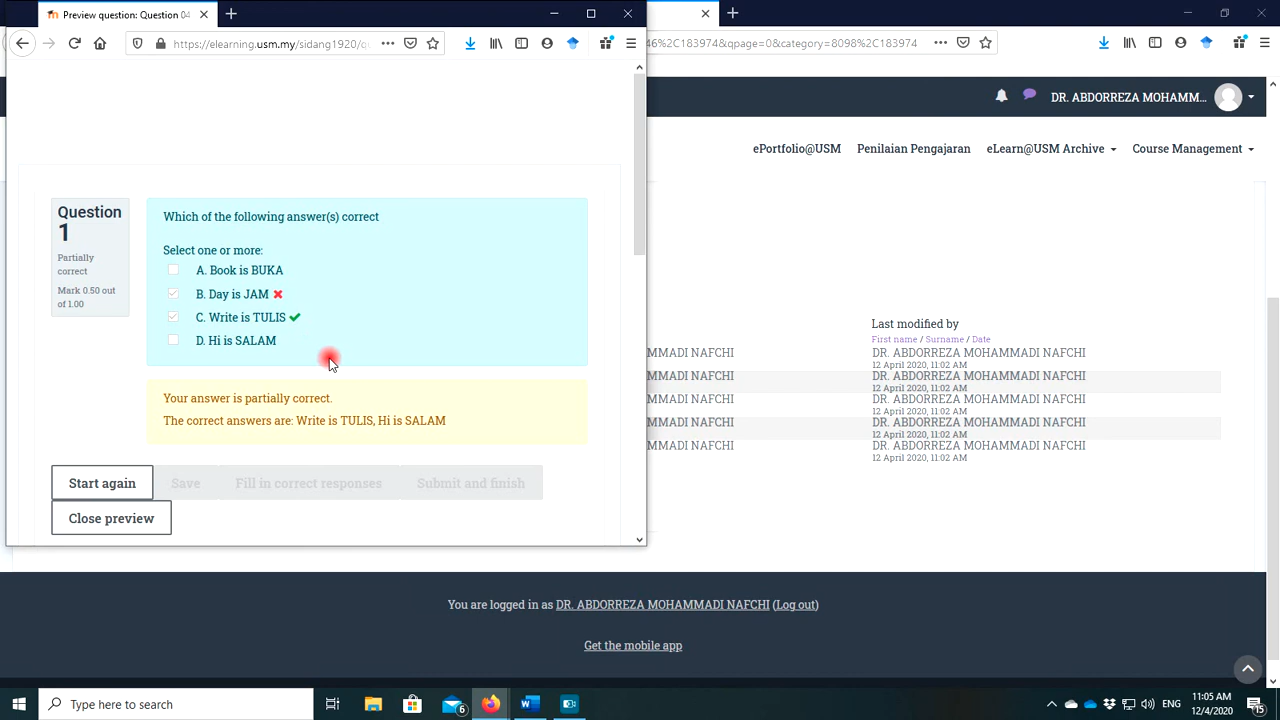 Preview question: Question 04
https://elearning.usm.my/sidang1920/qu
46%2C183974&qpage=0&category=8098%2C183974
DR. ABDORREZA MOHAMM...
ePortfolio@USM
Penilaian Pengajaran
eLearn@USM Archive
Course Management
Question
1
Partially
correct
Mark 0.50 out
of 1.00
Which of the following answer(s) correct
Select one or more:
A. Book is BUKA
B. Day is JAM
C. Write is TULIS
D. Hi is SALAM
Your answer is partially correct.
The correct answers are: Write is TULIS, Hi is SALAM
Start again
Save
Fill in correct responses
Submit and finish
Close preview
Last modified by
First name / Surname / Date
MMADI NAFCHI
DR. ABDORREZA MOHAMMADI NAFCHI
12 April 2020, 11:02 AM
MMADI NAFCHI
DR. ABDORREZA MOHAMMADI NAFCHI
12 April 2020, 11:02 AM
MMADI NAFCHI
DR. ABDORREZA MOHAMMADI NAFCHI
12 April 2020, 11:02 AM
MMADI NAFCHI
DR. ABDORREZA MOHAMMADI NAFCHI
12 April 2020, 11:02 AM
MMADI NAFCHI
DR. ABDORREZA MOHAMMADI NAFCHI
12 April 2020, 11:02 AM
You are logged in as DR. ABDORREZA MOHAMMADI NAFCHI (Log out)
Get the mobile app
Type here to search
6
ENG
11:05 AM
12/4/2020
15